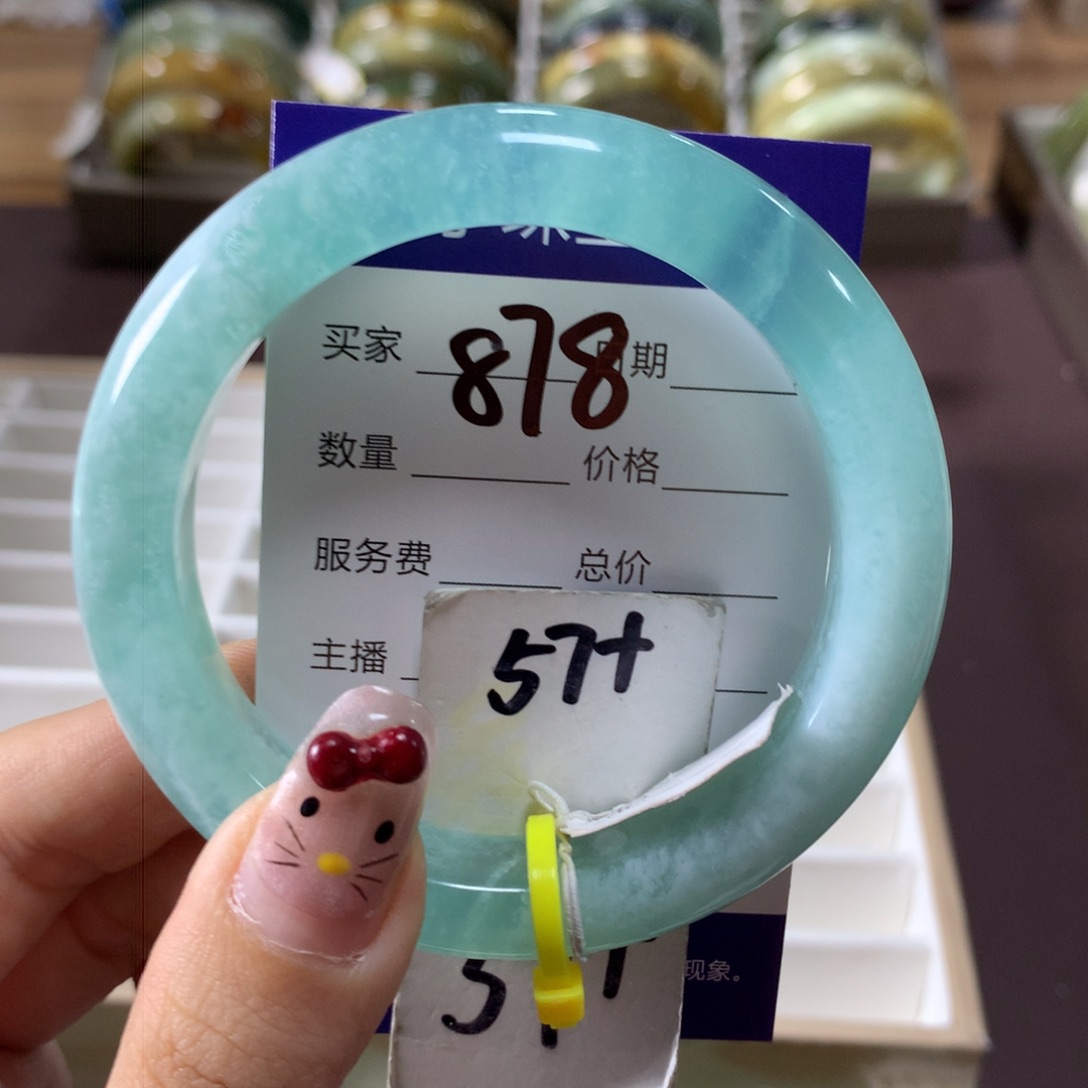 买家 878 日期
数量 价格
服务费 总价
主播
57+
现象。